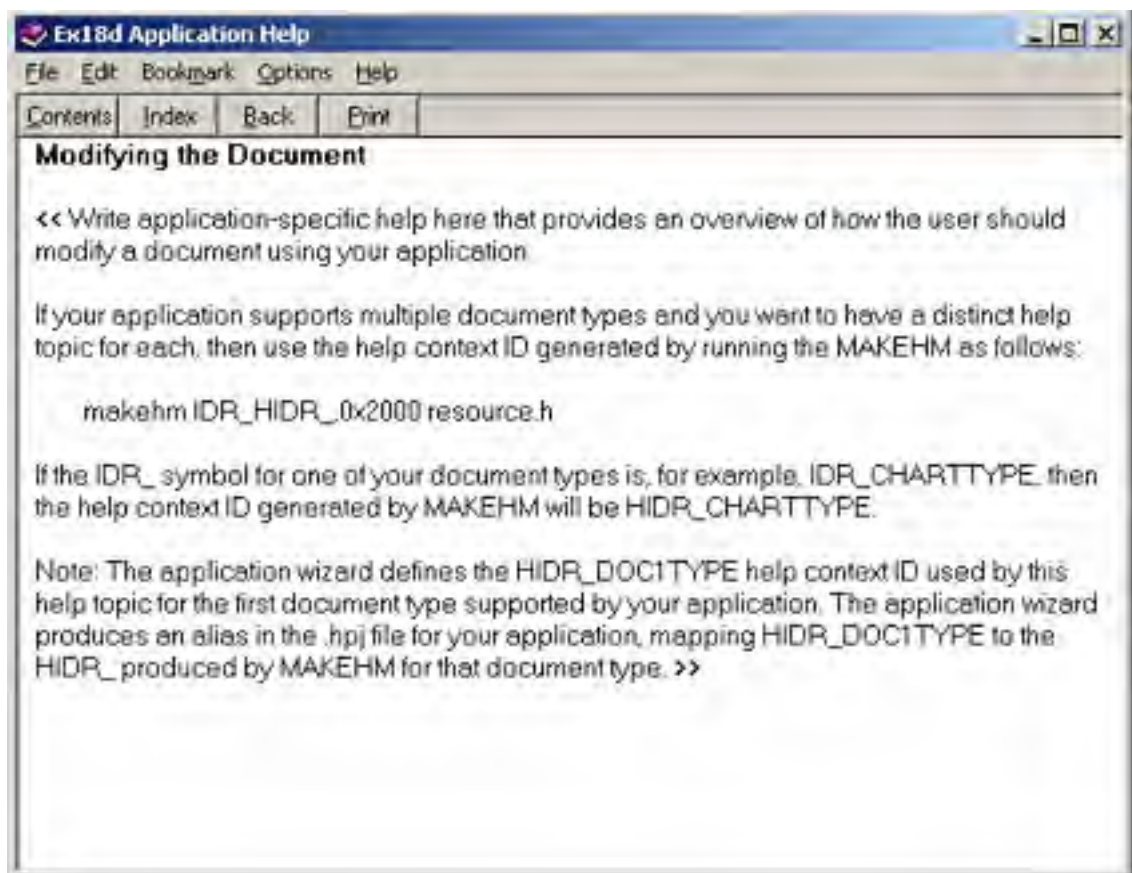 Ex18d Application Help
File Edit Bookmark Options Help
Contents Index Back Print
Modifying the Document
<< Write application-specific help here that provides an overview of how the user should
modify a document using your application.
If your application supports multiple document types and you want to have a distinct help
topic for each, then use the help context ID generated by running the MAKEHM as follows:
makehm IDR_HIDR_,0x2000 resource.h
If the IDR_ symbol for one of your document types is, for example, IDR_CHARTTYPE, then
the help context ID generated by MAKEHM will be HIDR_CHARTTYPE.
Note: The application wizard defines the HIDR_DOC1TYPE help context ID used by this
help topic for the first document type supported by your application. The application wizard
produces an alias in the .hpj file for your application, mapping HIDR_DOC1TYPE to the
HIDR_ produced by MAKEHM for that document type. >>